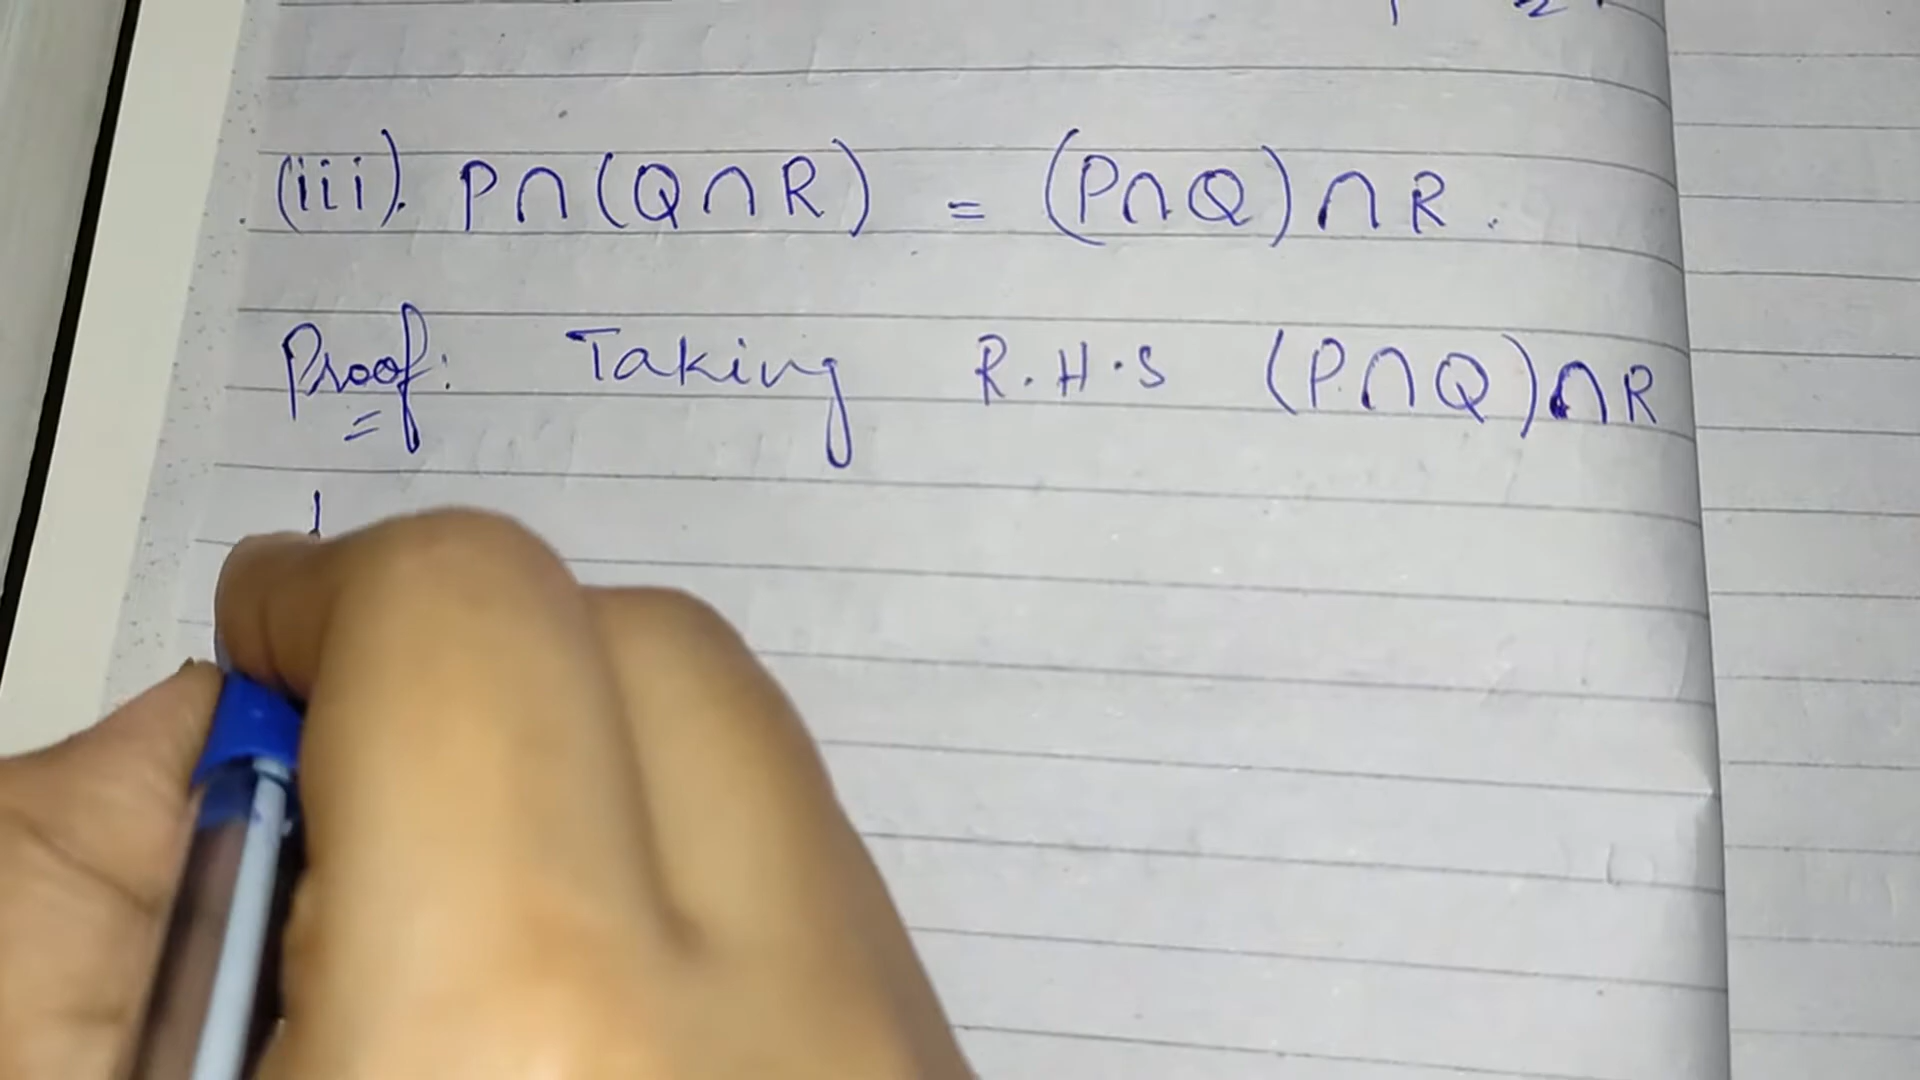 (iii). P∩(Q∩R) = (P∩Q)∩R.
Proof: Taking R.H.S (P∩Q)∩R